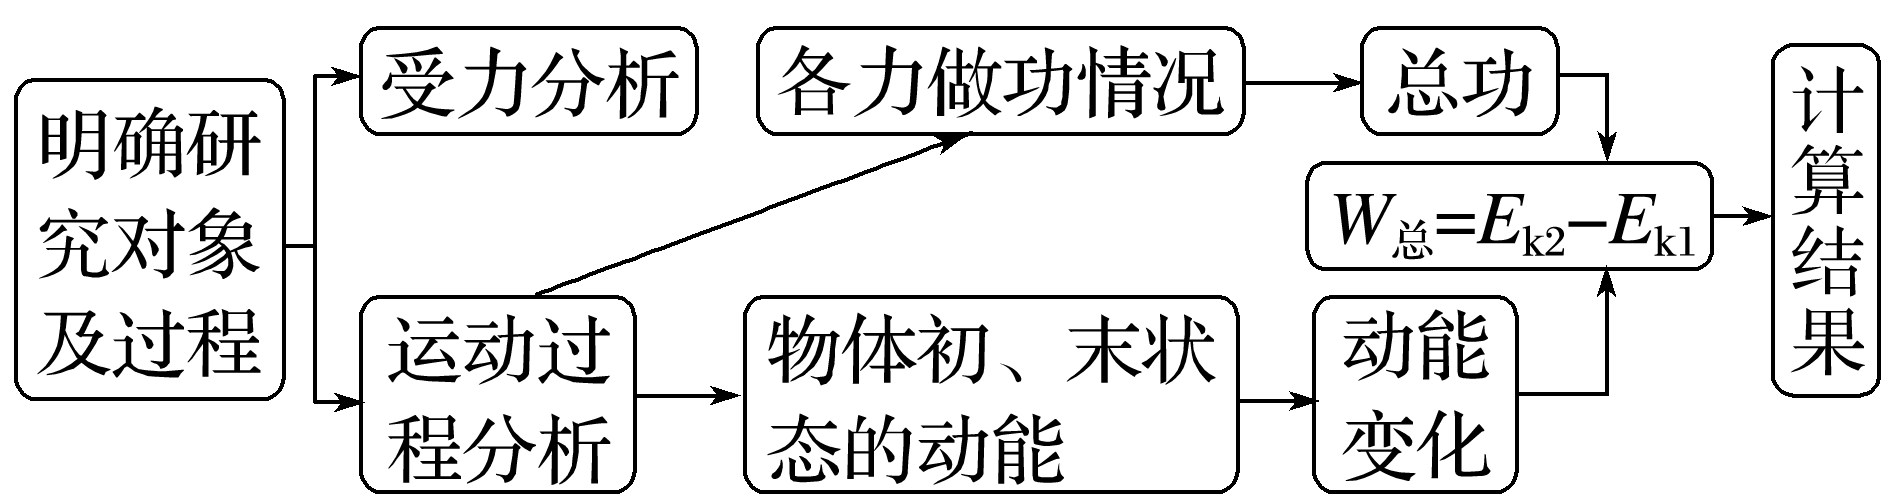 明确研
究对象
及过程
受力分析
各力做功情况
总功
运动过
程分析
物体初、末状
态的动能
动能
变化
W总=Ek2−Ek1
计算结果